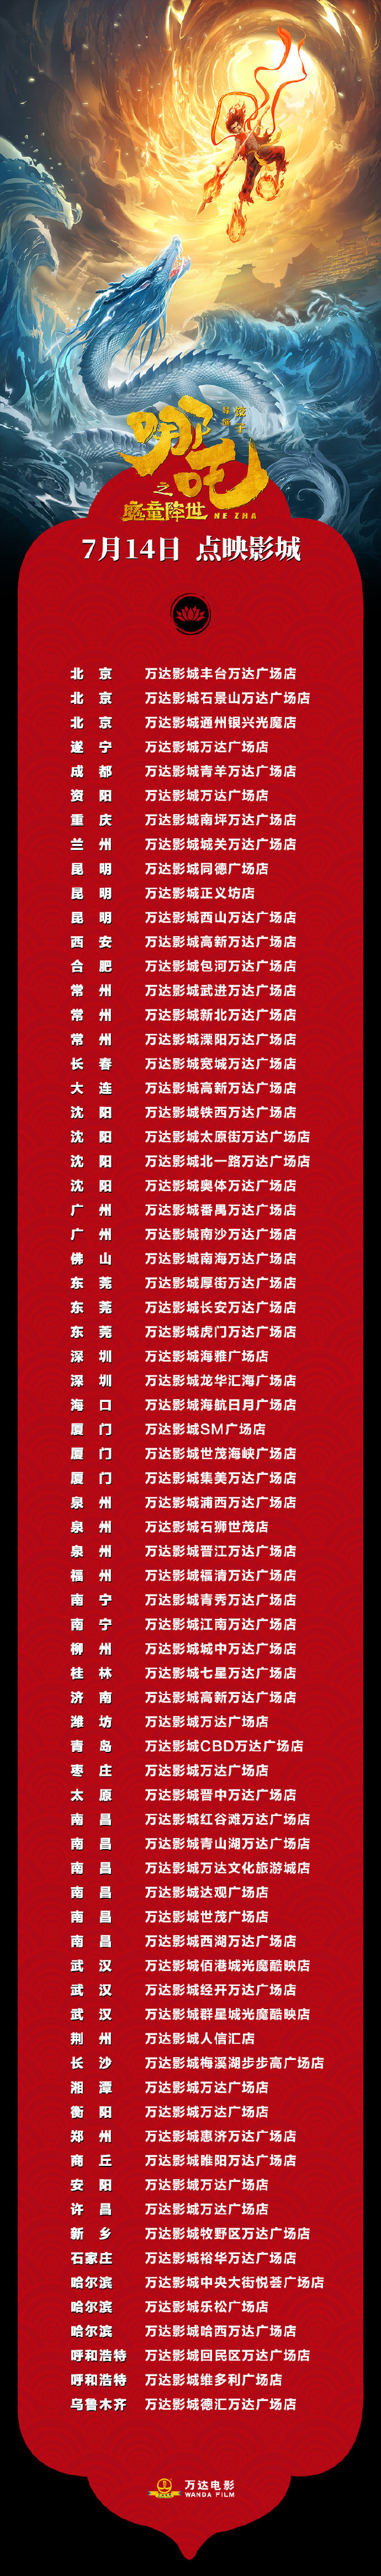 哪吒
之
魔童降世
NE ZHA
饺子
导演
7月14日 点映影城
北京 万达影城丰台万达广场店
北京 万达影城石景山万达广场店
北京 万达影城通州银兴光魔店
遂宁 万达影城万达广场店
成都 万达影城青羊万达广场店
资阳 万达影城万达广场店
重庆 万达影城南坪万达广场店
兰州 万达影城城关万达广场店
昆明 万达影城同德广场店
昆明 万达影城正义坊店
昆明 万达影城西山万达广场店
西安 万达影城高新万达广场店
合肥 万达影城包河万达广场店
常州 万达影城武进万达广场店
常州 万达影城新北万达广场店
常州 万达影城溧阳万达广场店
长春 万达影城宽城万达广场店
大连 万达影城高新万达广场店
沈阳 万达影城铁西万达广场店
沈阳 万达影城太原街万达广场店
沈阳 万达影城北一路万达广场店
沈阳 万达影城奥体万达广场店
广州 万达影城番禺万达广场店
广州 万达影城南沙万达广场店
佛山 万达影城南海万达广场店
东莞 万达影城厚街万达广场店
东莞 万达影城长安万达广场店
东莞 万达影城虎门万达广场店
深圳 万达影城海雅广场店
深圳 万达影城龙华汇海广场店
海口 万达影城海航日月广场店
厦门 万达影城SM广场店
厦门 万达影城世茂海峡广场店
厦门 万达影城集美万达广场店
泉州 万达影城浦西万达广场店
泉州 万达影城石狮世茂店
泉州 万达影城晋江万达广场店
福州 万达影城福清万达广场店
南宁 万达影城青秀万达广场店
南宁 万达影城江南万达广场店
柳州 万达影城城中万达广场店
桂林 万达影城七星万达广场店
济南 万达影城高新万达广场店
潍坊 万达影城万达广场店
青岛 万达影城CBD万达广场店
枣庄 万达影城万达广场店
太原 万达影城晋中万达广场店
南昌 万达影城红谷滩万达广场店
南昌 万达影城青山湖万达广场店
南昌 万达影城万达文化旅游城店
南昌 万达影城达观广场店
南昌 万达影城世茂广场店
南昌 万达影城西湖万达广场店
武汉 万达影城佰港城光魔酷映店
武汉 万达影城经开万达广场店
武汉 万达影城群星城光魔酷映店
荆州 万达影城人信汇店
长沙 万达影城梅溪湖步步高广场店
湘潭 万达影城万达广场店
衡阳 万达影城万达广场店
郑州 万达影城惠济万达广场店
商丘 万达影城睢阳万达广场店
安阳 万达影城万达广场店
许昌 万达影城万达广场店
新乡 万达影城牧野区万达广场店
石家庄 万达影城裕华万达广场店
哈尔滨 万达影城中央大街悦荟广场店
哈尔滨 万达影城乐松广场店
哈尔滨 万达影城哈西万达广场店
呼和浩特 万达影城回民区万达广场店
呼和浩特 万达影城维多利广场店
乌鲁木齐 万达影城德汇万达广场店
万达电影
WANDA FILM